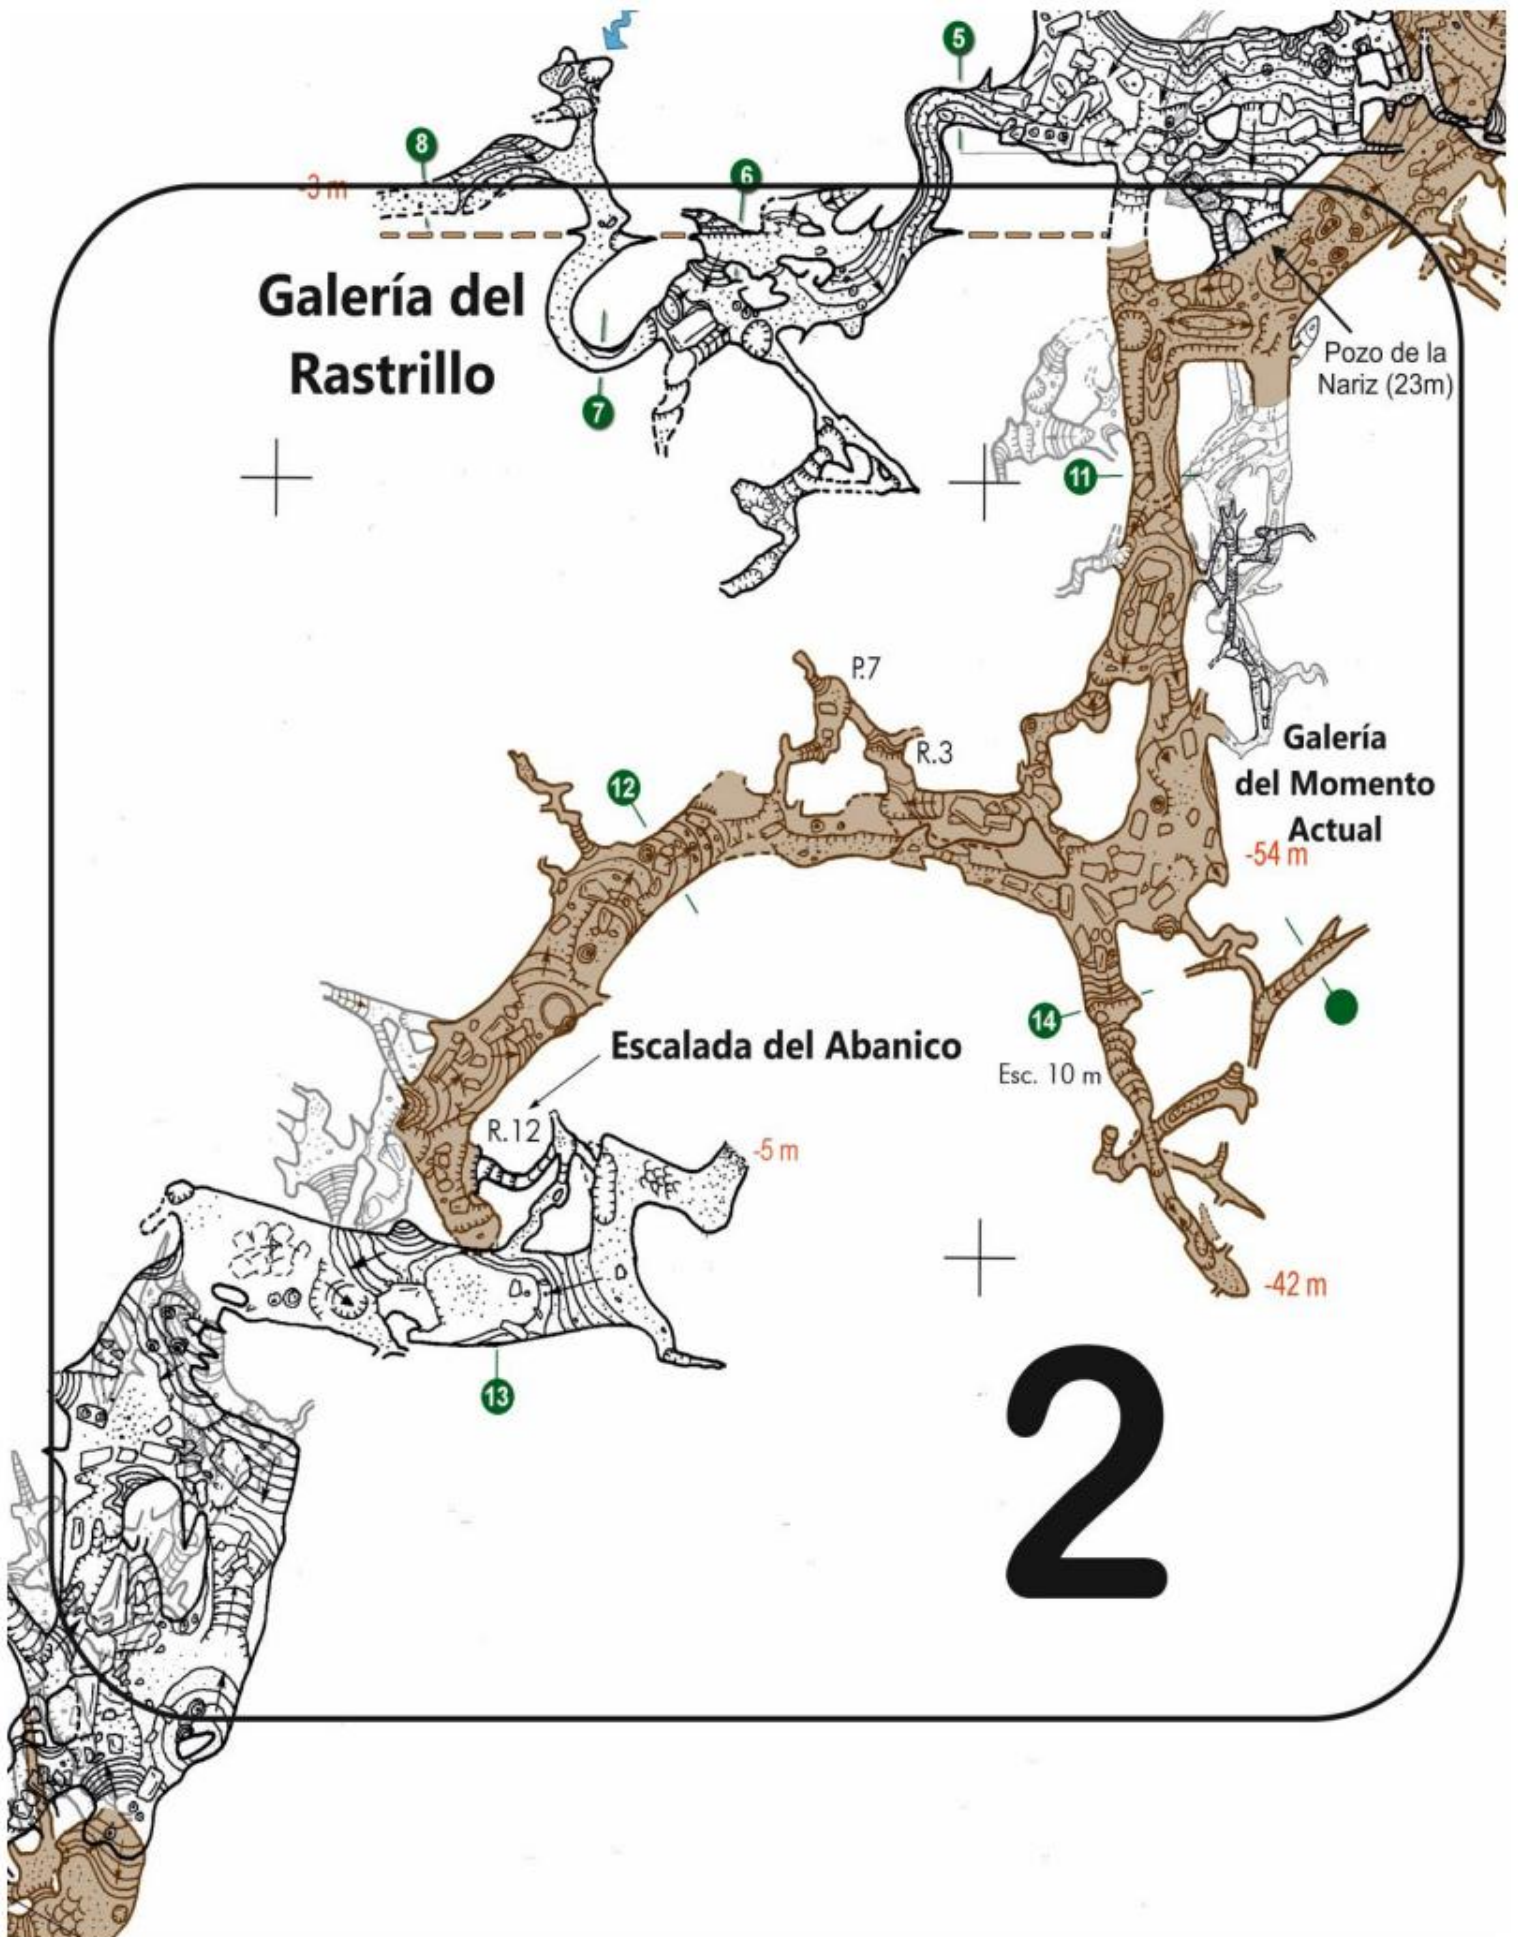 5
8
6
-3 m
Galería del
Rastrillo
Pozo de la
Nariz (23m)
7
11
P.7
R.3
Galería
del Momento
Actual
-54 m
12
14
Escalada del Abanico
Esc. 10 m
R.12
-5 m
-42 m
13
2